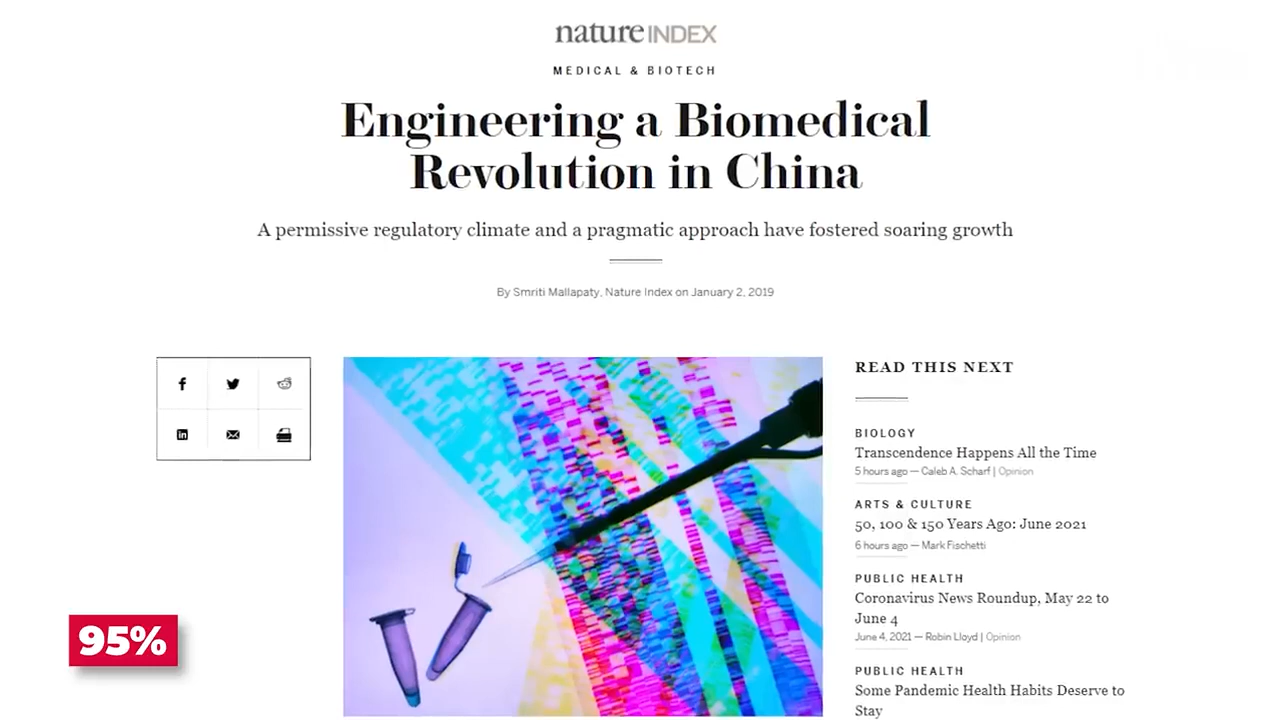 nature INDEX
MEDICAL & BIOTECH
Engineering a Biomedical
Revolution in China
A permissive regulatory climate and a pragmatic approach have fostered soaring growth
By Smriti Mallapaty, Nature Index on January 2, 2019
READ THIS NEXT
BIOLOGY
Transcendence Happens All the Time
5 hours ago — Caleb A. Scharf | Opinion
ARTS & CULTURE
50, 100 & 150 Years Ago: June 2021
6 hours ago — Mark Fischetti
PUBLIC HEALTH
Coronavirus News Roundup, May 22 to
June 4
June 4, 2021 — Robin Lloyd | Opinion
PUBLIC HEALTH
Some Pandemic Health Habits Deserve to
Stay
95%